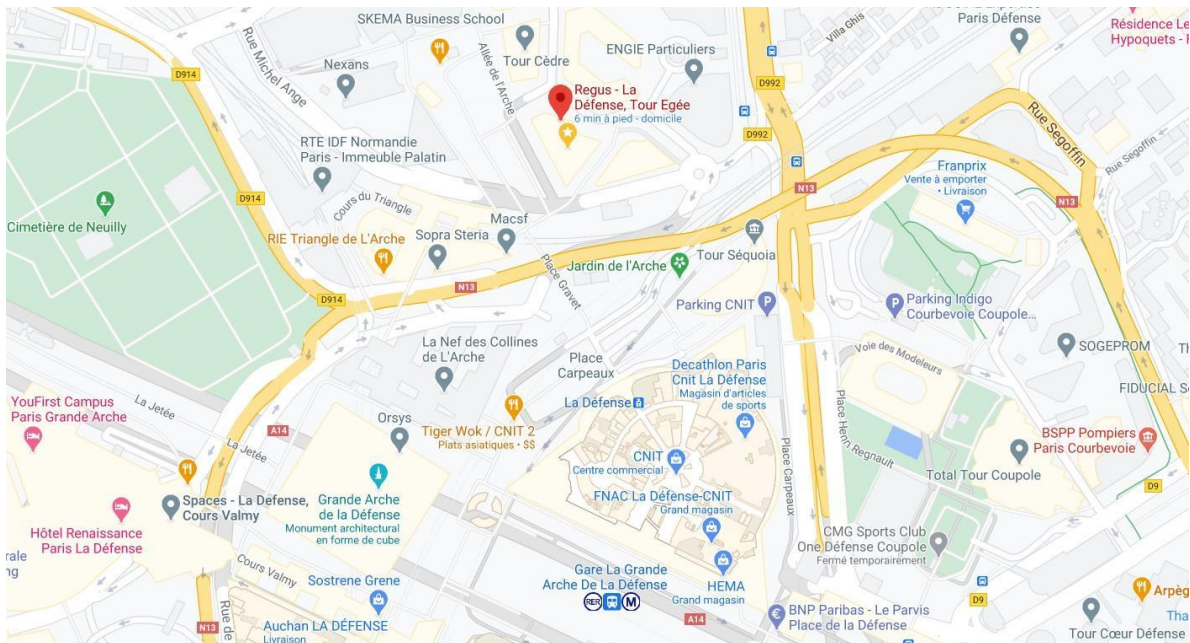 SKEMA Business School
Tour Cèdre
Nexans
Rue Michel Ange
Allée de l'Arche
ENGIE Particuliers
Villa Ghis
Paris Défense
Résidence Le
Hypoquets - F
D914
D992
Regus - La
Défense, Tour Egée
6 min à pied - domicile
D992
RTE IDF Normandie
Paris - Immeuble Palatin
Rue Segoffin
Rue Segoffin
Franprix
Vente à emporter
• Livraison
N13
N13
Cimetière de Neuilly
D914
Cours du Triangle
Macsf
Sopra Steria
RIE Triangle de L'Arche
Tour Séquoia
Jardin de l'Arche
Place Gravet
N13
D914
Parking CNIT
Parking Indigo
Courbevoie Coupole...
La Nef des Collines
de L'Arche
Place
Carpeaux
Decathlon Paris
Cnit La Défense
Magasin d'articles
de sports
Voie des Modeleurs
SOGEPROM
FIDUCIAL S
La Défense
YouFirst Campus
Paris Grande Arche
La Jetée
La Jetée
A14
Orsys
Tiger Wok / CNIT 2
Plats asiatiques • $$
Place Henri Regnault
Place Carpeaux
BSPP Pompiers
Paris Courbevoie
CNIT
Centre commercial
Total Tour Coupole
D9
Spaces - La Défense,
Cours Valmy
Grande Arche
de la Défense
Monument architectural
en forme de cube
FNAC La Défense-CNIT
Grand magasin
Hôtel Renaissance
Paris La Défense
CMG Sports Club
One Défense Coupole
Fermé temporairement
rale
ng
Cours Valmy
Sostrene Grene
Gare La Grande
Arche De La Défense
RER
M
HEMA
Grand magasin
D9
Arpèg
Tha
N13
Rue de
Auchan LA DÉFENSE
Livraison
A14
BNP Paribas - Le Parvis
Place de la Défense
Tour Cœur Défense